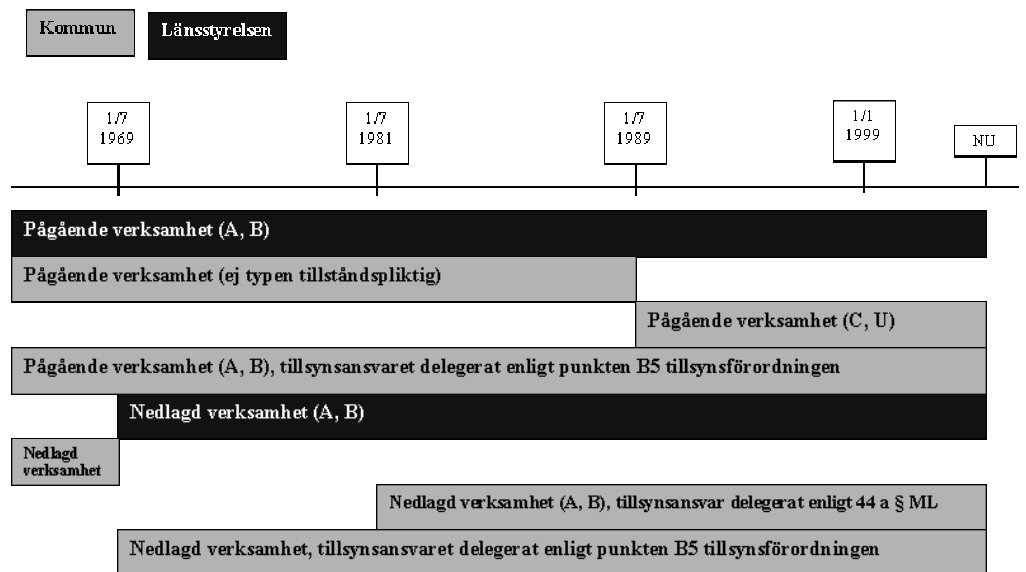 Kommun
Länsstyrelsen
1/7
1969
1/7
1981
1/7
1989
1/1
1999
NU
Pågående verksamhet (A, B)
Pågående verksamhet (ej typen tillståndspliktig)
Pågående verksamhet (C, U)
Pågående verksamhet (A, B), tillsynsansvaret delegerat enligt punkten B5 tillsynsförordningen
Nedlagd verksamhet (A, B)
Nedlagd
verksamhet
Nedlagd verksamhet (A, B), tillsynsansvar delegerat enligt 44 a § ML
Nedlagd verksamhet, tillsynsansvaret delegerat enligt punkten B5 tillsynsförordningen